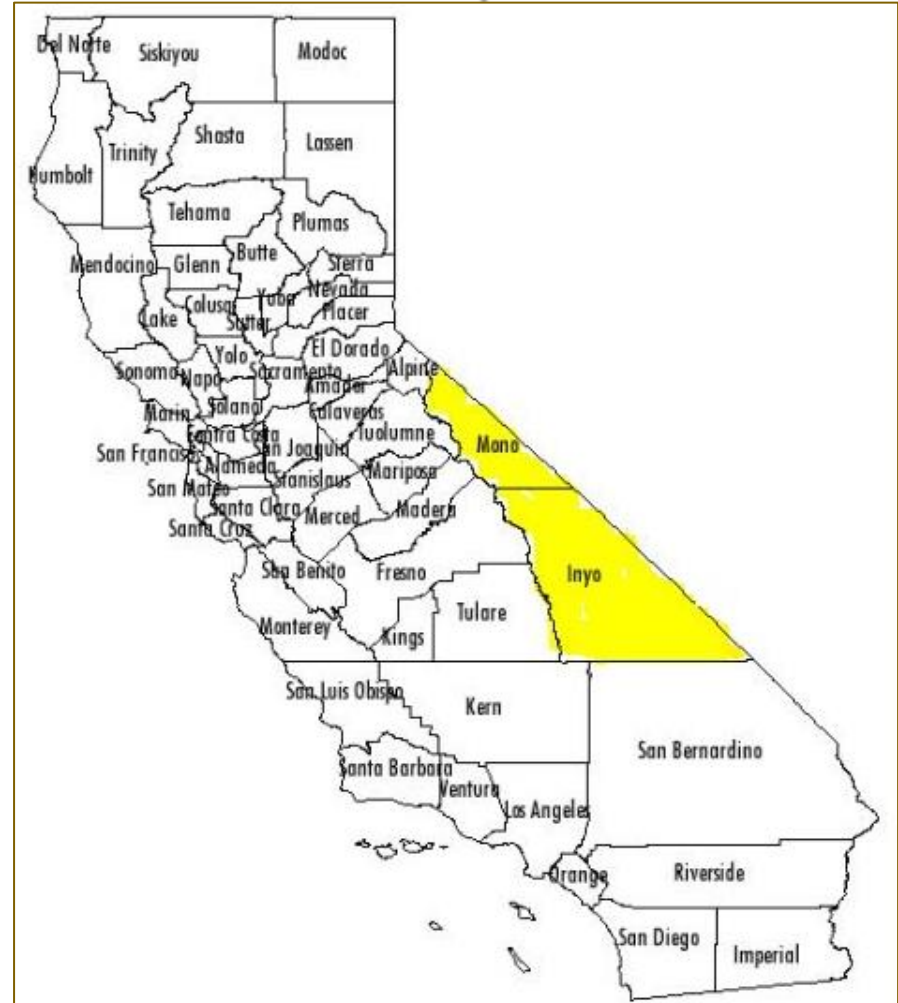 Del Norte
Siskiyou
Modoc
Shasta
Lassen
Trinity
Humbolt
Tehama
Plumas
Butte
Glenn
Mendocino
Sierra
Nevada
Yuba
Colusa
Placer
Lake
Sutter
El Dorado
Yolo
Sacramento
Alpine
Sonoma
Napa
Amador
Solano
Calaveras
Marin
Tuolumne
Contra Costa
Mono
San Joaquin
San Francisco
Alameda
Mariposa
Stanislaus
San Mateo
Santa Clara
Merced
Madera
Santa Cruz
San Benito
Fresno
Inyo
Tulare
Monterey
Kings
San Luis Obispo
Kern
San Bernardino
Santa Barbara
Ventura
Los Angeles
Orange
Riverside
San Diego
Imperial